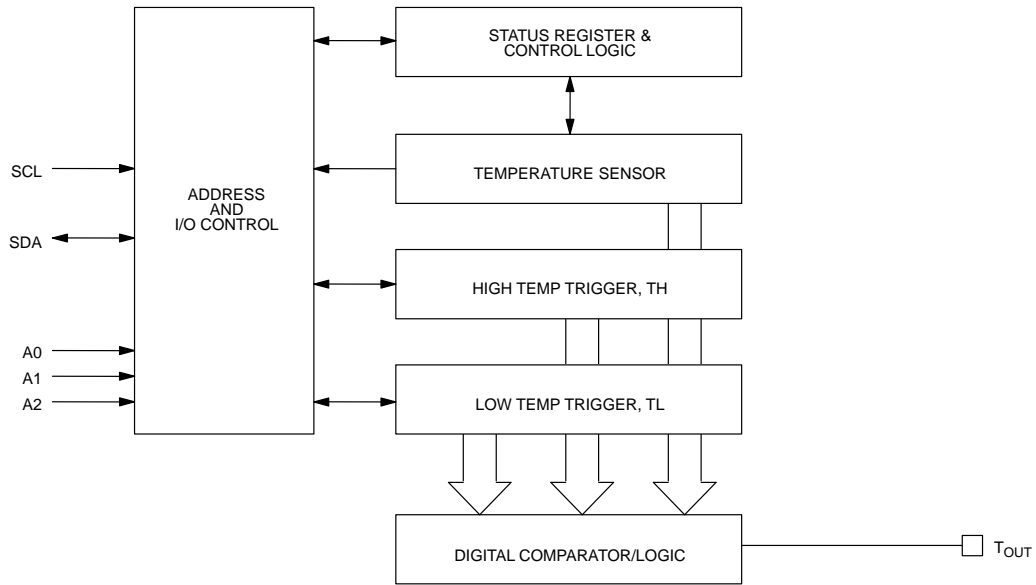 STATUS REGISTER &
CONTROL LOGIC
SCL
TEMPERATURE SENSOR
ADDRESS
AND
I/O CONTROL
SDA
HIGH TEMP TRIGGER, TH
A0
A1
A2
LOW TEMP TRIGGER, TL
DIGITAL COMPARATOR/LOGIC
TOUT